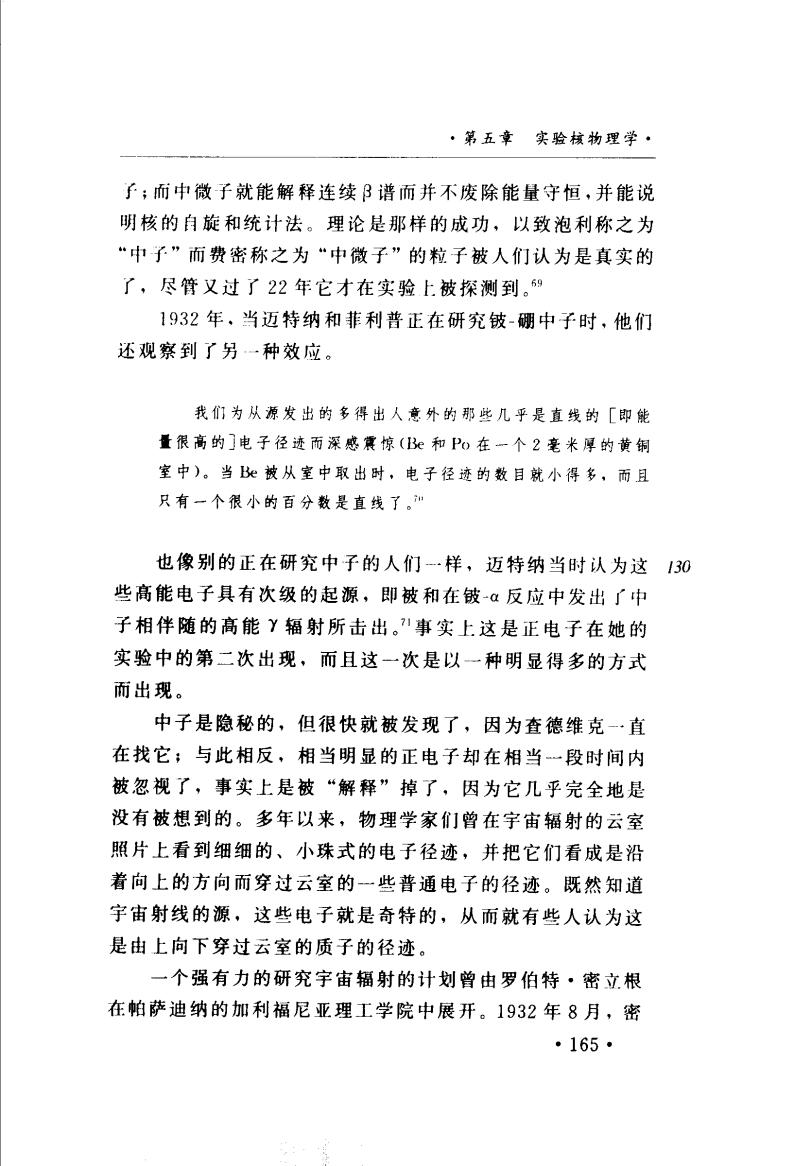 ·第五章 实验核物理学·
子；而中微子就能解释连续β谱而并不废除能量守恒，并能说
明核的自旋和统计法。理论是那样的成功，以致泡利称之为
“中子”而费密称之为“中微子”的粒子被人们认为是真实的
了，尽管又过了 22 年它才在实验上被探测到。69
1932 年，当迈特纳和菲利普正在研究铍-硼中子时，他们
还观察到了另一种效应。
我们为从源发出的多得出人意外的那些几乎是直线的［即能
量很高的］电子径迹而深感震惊(Be 和 Po 在一个 2 毫米厚的黄铜
室中)。当 Be 被从室中取出时，电子径迹的数目就小得多，而且
只有一个很小的百分数是直线了。70
也像别的正在研究中子的人们一样，迈特纳当时认为这 130
些高能电子具有次级的起源，即被和在铍-α 反应中发出了中
子相伴随的高能 γ 辐射所击出。71事实上这是正电子在她的
实验中的第二次出现，而且这一次是以一种明显得多的方式
而出现。
中子是隐秘的，但很快就被发现了，因为查德维克一直
在找它；与此相反，相当明显的正电子却在相当一段时间内
被忽视了，事实上是被“解释”掉了，因为它几乎完全地是
没有被想到的。多年以来，物理学家们曾在宇宙辐射的云室
照片上看到细细的、小珠式的电子径迹，并把它们看成是沿
着向上的方向而穿过云室的一些普通电子的径迹。既然知道
宇宙射线的源，这些电子就是奇特的，从而就有些人认为这
是由上向下穿过云室的质子的径迹。
一个强有力的研究宇宙辐射的计划曾由罗伯特·密立根
在帕萨迪纳的加利福尼亚理工学院中展开。1932 年 8 月，密
·165·